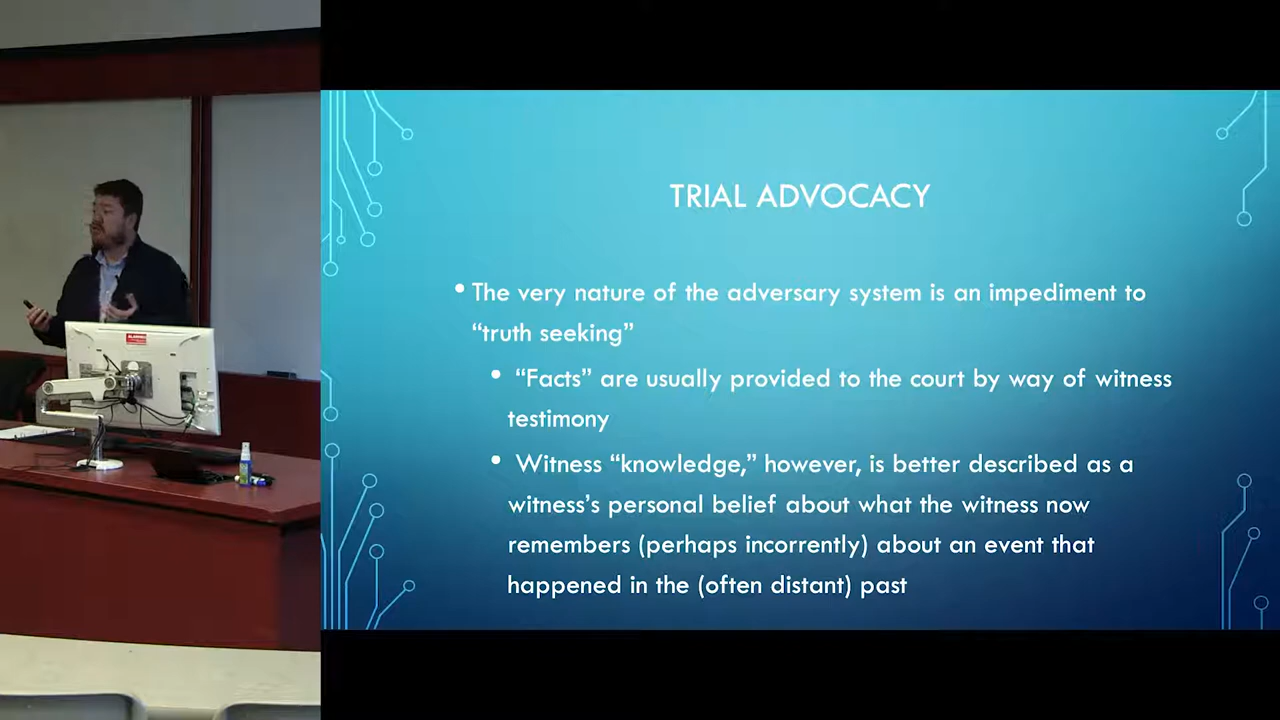 TRIAL ADVOCACY
• The very nature of the adversary system is an impediment to
“truth seeking”
• “Facts” are usually provided to the court by way of witness
testimony
• Witness “knowledge,” however, is better described as a
witness’s personal belief about what the witness now
remembers (perhaps incorrently) about an event that
happened in the (often distant) past